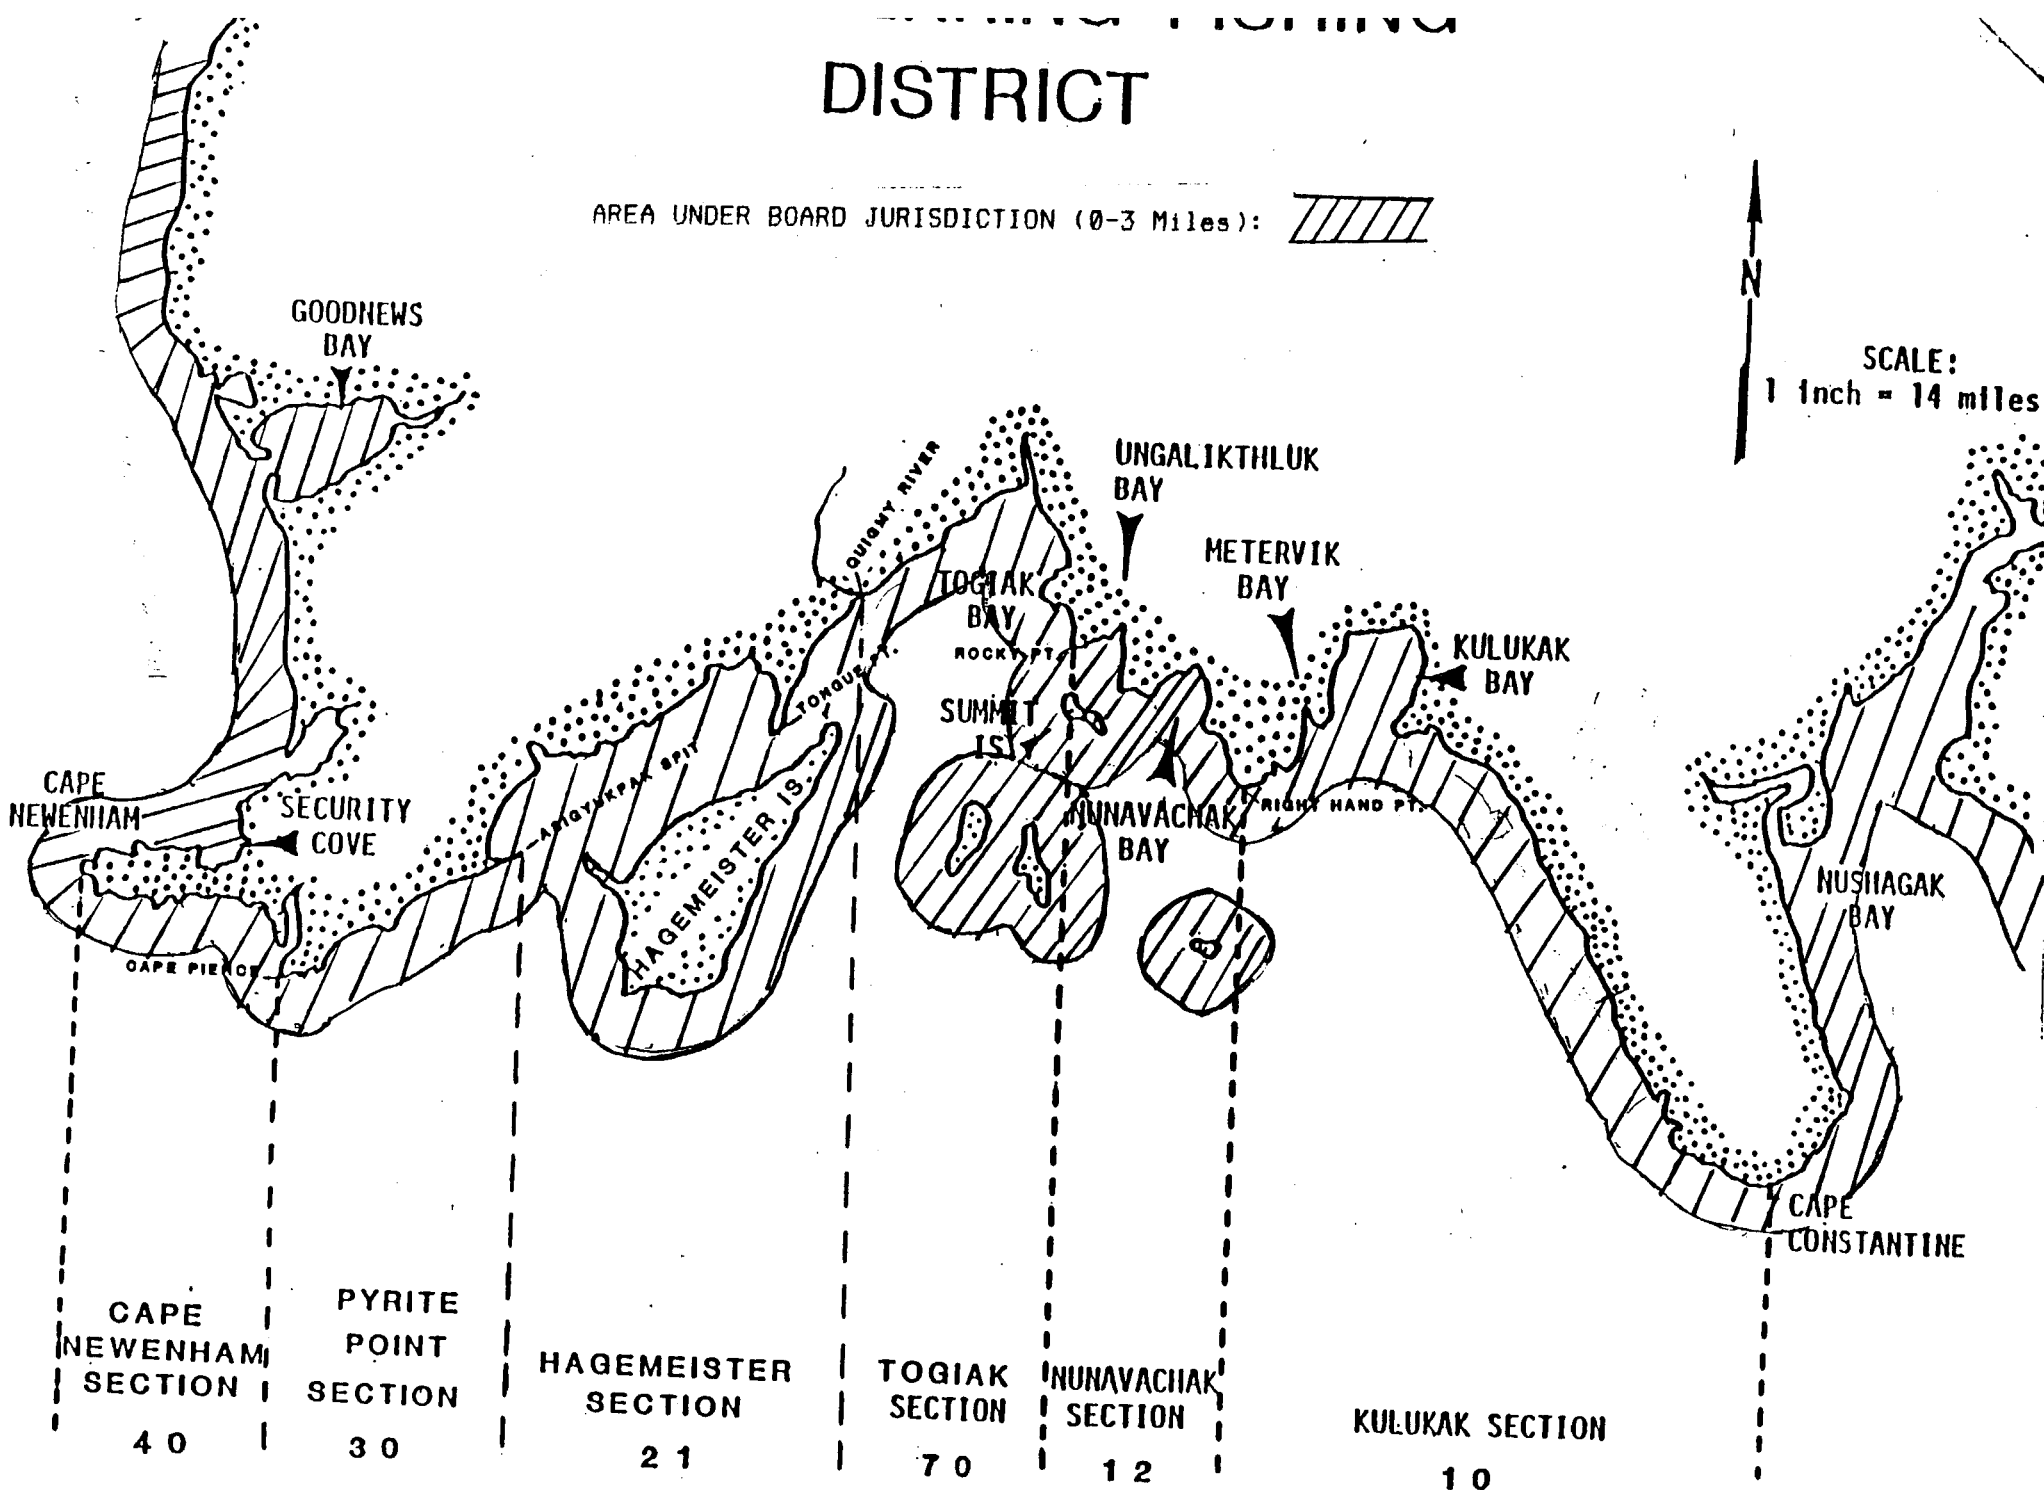 FISHING
DISTRICT
AREA UNDER BOARD JURISDICTION (0-3 Miles):
N
SCALE:
1 inch = 14 miles
GOODNEWS
BAY
QUIGMY RIVER
UNGALIKTHLUK
BAY
METERVIK
BAY
TOGIAK
BAY
ROCKY PT.
KULUKAK
BAY
TONGUE PT.
SUMMIT
IS.
CAPE
NEWENHAM
SECURITY
COVE
ASIGYUKPAK SPIT
HAGEMEISTER IS.
NUNAVACHAK
BAY
RIGHT HAND PT.
NUSHAGAK
BAY
CAPE PIERCE
CAPE
CONSTANTINE
CAPE
NEWENHAM
SECTION
40
PYRITE
POINT
SECTION
30
HAGEMEISTER
SECTION
21
TOGIAK
SECTION
70
NUNAVACHAK
SECTION
12
KULUKAK SECTION
10